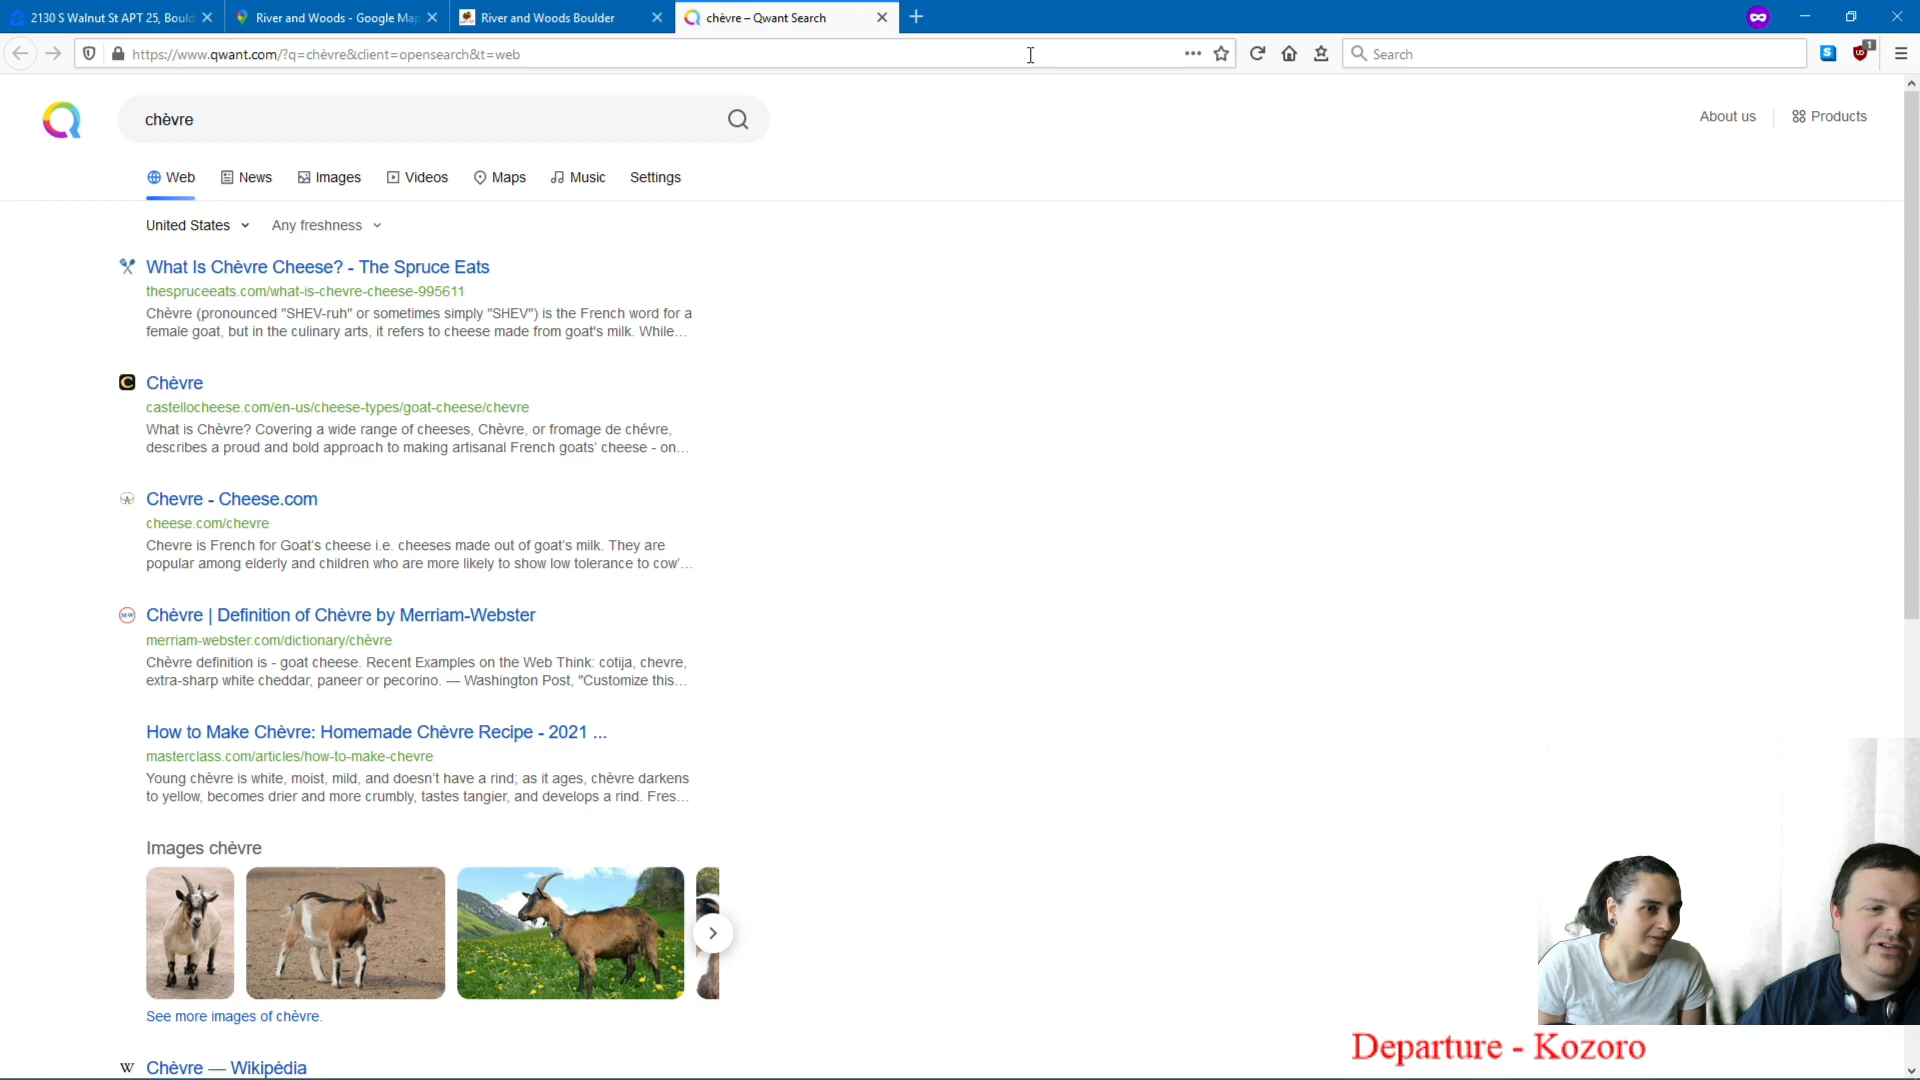 2130 S Walnut St APT 25, Bould
River and Woods - Google Map
River and Woods Boulder
chèvre – Qwant Search
https://www.qwant.com/?q=chèvre&client=opensearch&t=web
Search
S
1
chèvre
About us
Products
Web
News
Images
Videos
Maps
Music
Settings
United States
Any freshness
What Is Chèvre Cheese? - The Spruce Eats
thespruceeats.com/what-is-chevre-cheese-995611
Chèvre (pronounced "SHEV-ruh" or sometimes simply "SHEV") is the French word for a
female goat, but in the culinary arts, it refers to cheese made from goat's milk. While...
Chèvre
castellocheese.com/en-us/cheese-types/goat-cheese/chevre
What is Chèvre? Covering a wide range of cheeses, Chèvre, or fromage de chévre,
describes a proud and bold approach to making artisanal French goats' cheese - on...
Chevre - Cheese.com
cheese.com/chevre
Chevre is French for Goat's cheese i.e. cheeses made out of goat's milk. They are
popular among elderly and children who are more likely to show low tolerance to cow'...
Chèvre | Definition of Chèvre by Merriam-Webster
merriam-webster.com/dictionary/chèvre
Chèvre definition is - goat cheese. Recent Examples on the Web Think: cotija, chevre,
extra-sharp white cheddar, paneer or pecorino. — Washington Post, "Customize this...
How to Make Chèvre: Homemade Chèvre Recipe - 2021 ...
masterclass.com/articles/how-to-make-chevre
Young chèvre is white, moist, mild, and doesn't have a rind; as it ages, chèvre darkens
to yellow, becomes drier and more crumbly, tastes tangier, and develops a rind. Fres...
Images chèvre
See more images of chèvre.
W Chèvre — Wikipédia
Departure - Kozoro